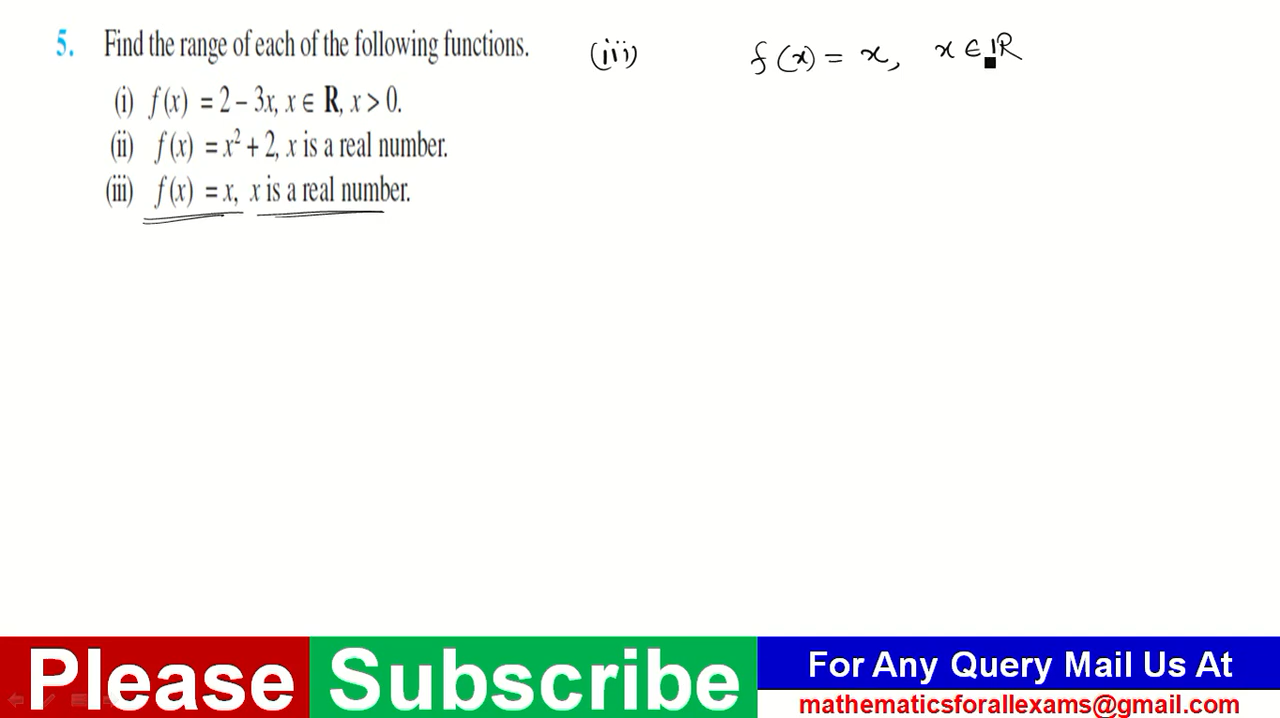 5. Find the range of each of the following functions.
(i) f(x) = 2 – 3x, x ∈ R, x > 0.
(ii) f(x) = x² + 2, x is a real number.
(iii) f(x) = x, x is a real number.
(iii) f(x) = x, x ∈ ℝ
Please Subscribe
For Any Query Mail Us At
mathematicsforallexams@gmail.com